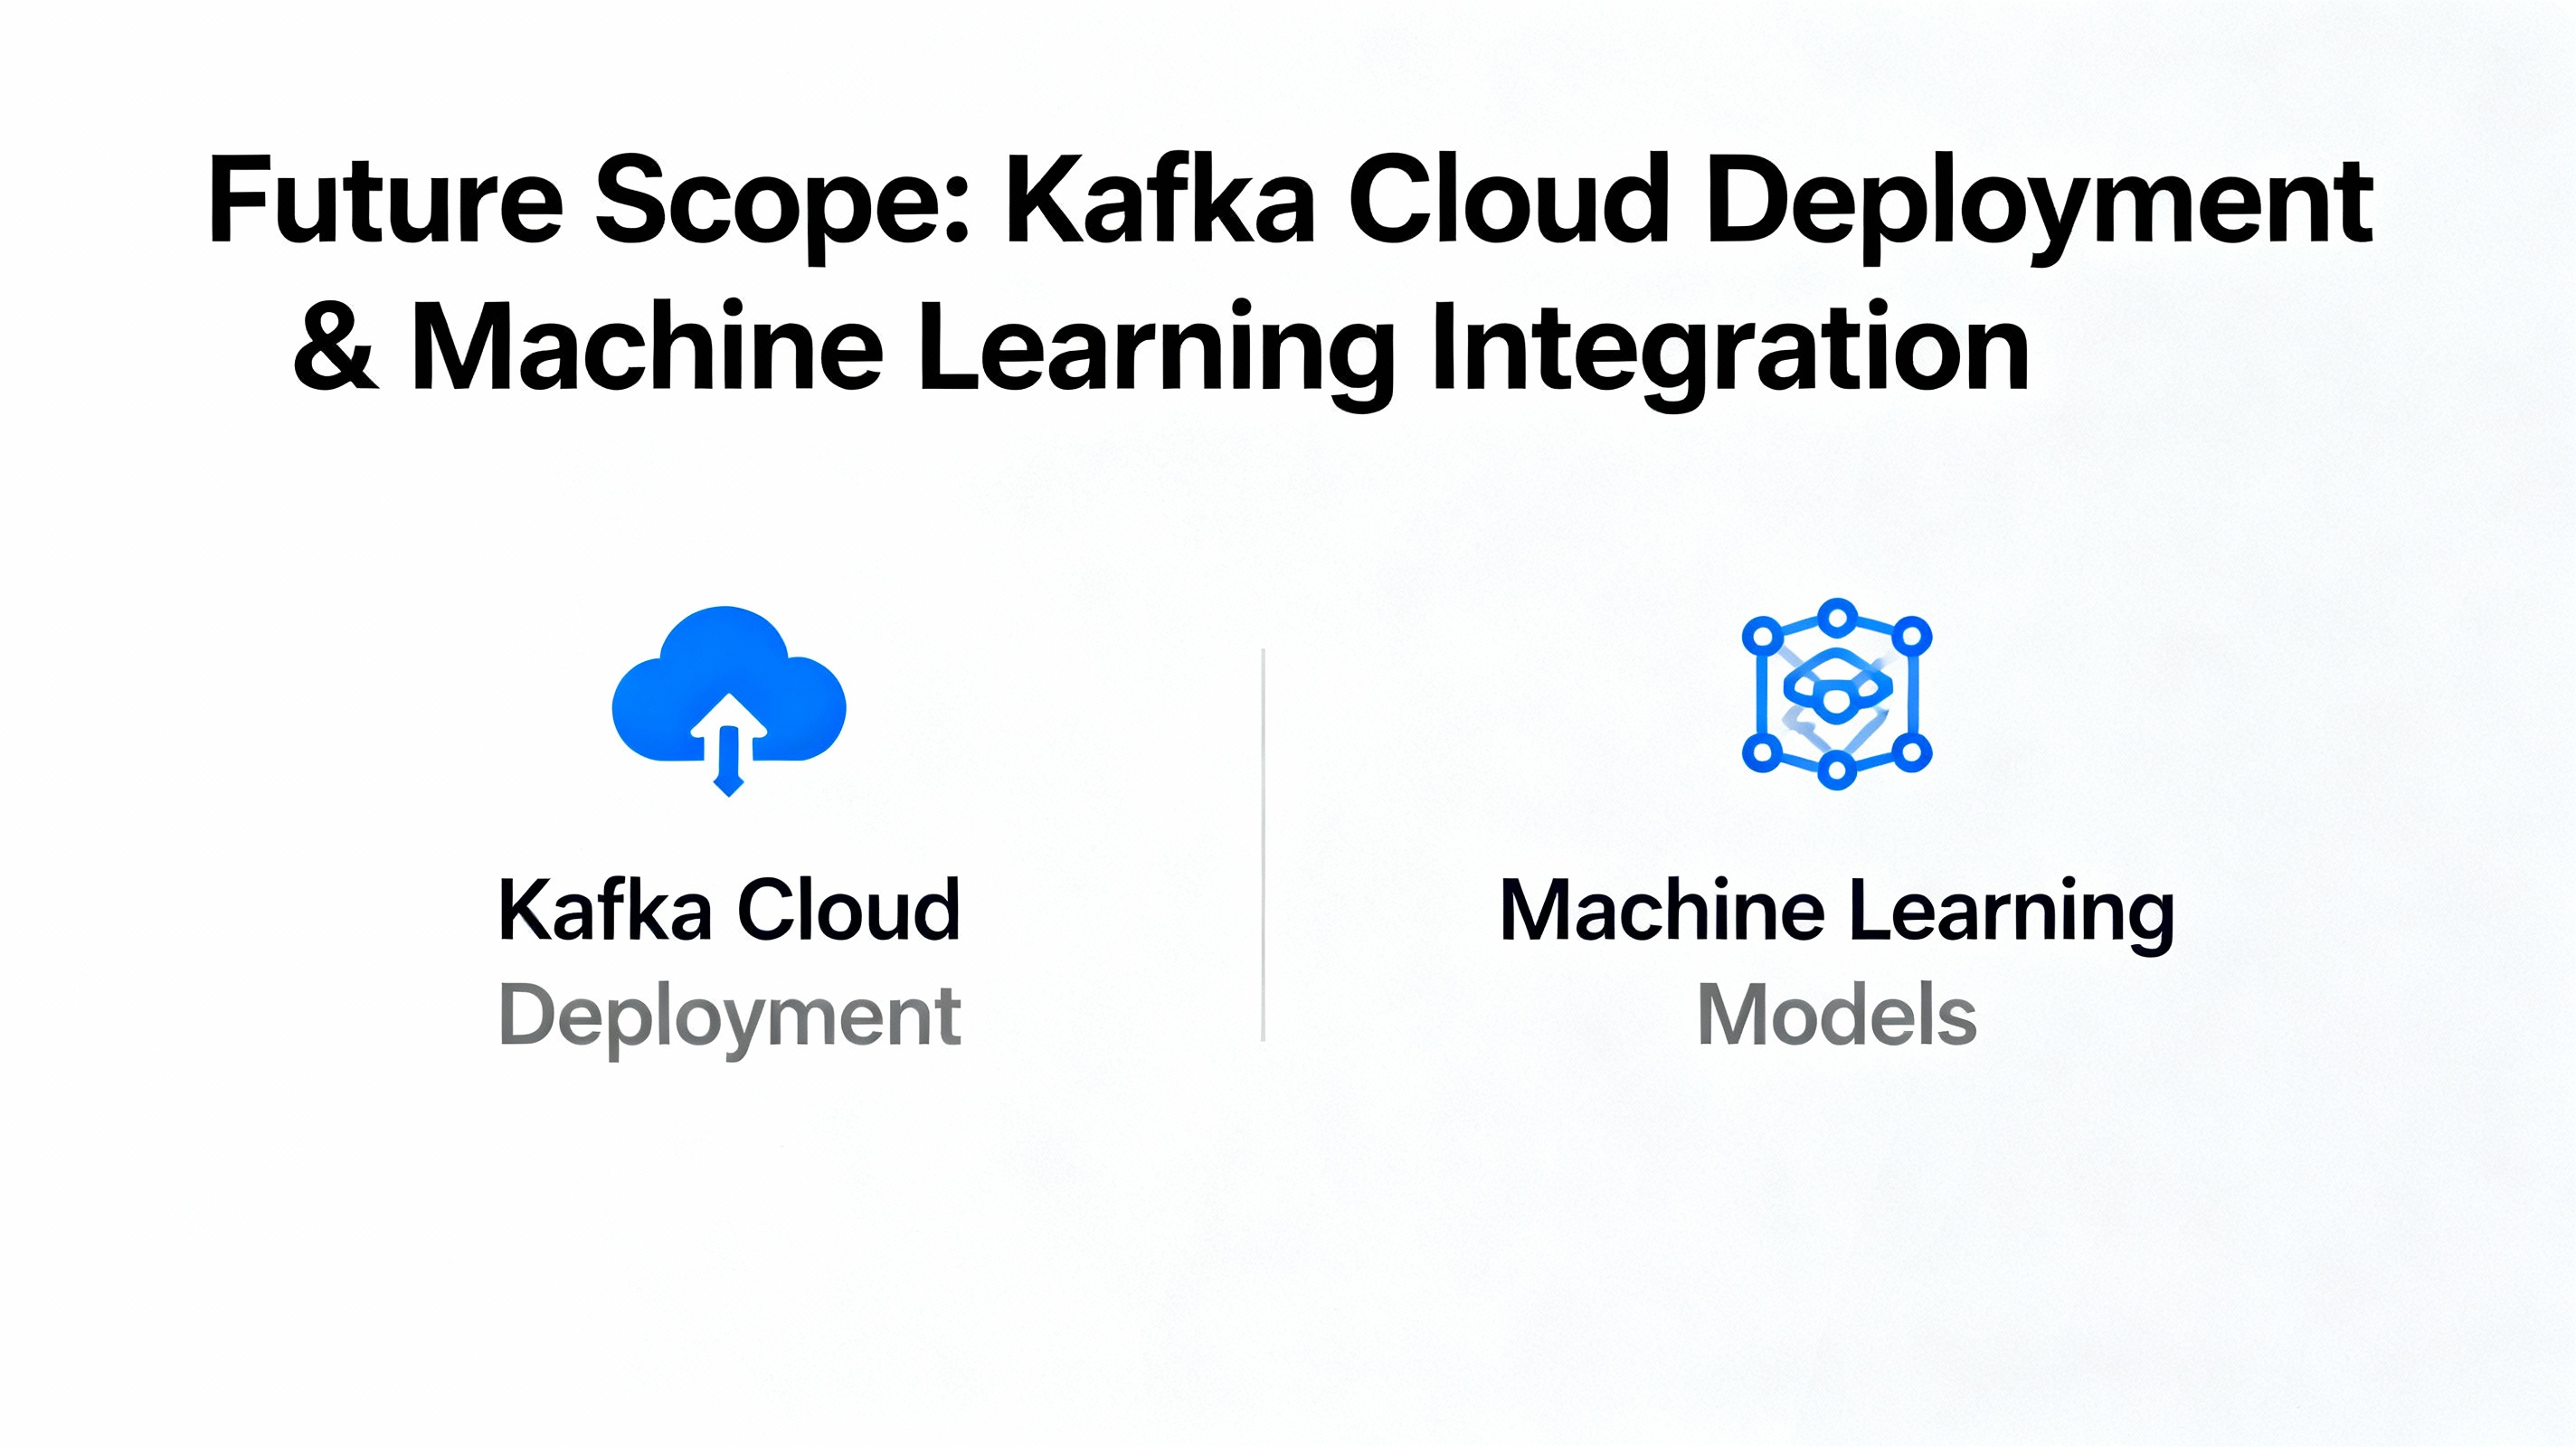 Future Scope: Kafka Cloud Deployment
& Machine Learning Integration
Kafka Cloud
Deployment
Machine Learning
Models